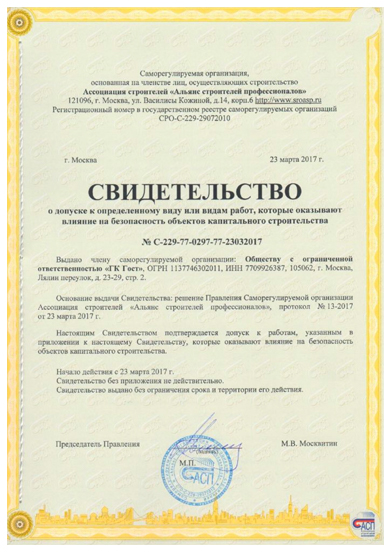 Саморегулируемая организация,
основанная на членстве лиц, осуществляющих строительство
Ассоциация строителей «Альянс строителей профессионалов»
121096, г. Москва, ул. Василисы Кожиной, д.14, корп.6 http://www.sroasp.ru
Регистрационный номер в государственном реестре саморегулируемых организаций
СРО-С-229-29072010
г. Москва 23 марта 2017 г.
СВИДЕТЕЛЬСТВО
о допуске к определенному виду или видам работ, которые оказывают
влияние на безопасность объектов капитального строительства
№ С-229-77-0297-77-23032017
Выдано члену саморегулируемой организации: Обществу с ограниченной
ответственностью «ГК Гост», ОГРН 1137746302011, ИНН 7709926387, 105062, г. Москва,
Лялин переулок, д. 23-29, стр. 2.
Основание выдачи Свидетельства: решение Правления Саморегулируемой организации
Ассоциация строителей «Альянс строителей профессионалов», протокол №13-2017
от 23 марта 2017 г.
Настоящим Свидетельством подтверждается допуск к работам, указанным в
приложении к настоящему Свидетельству, которые оказывают влияние на безопасность
объектов капитального строительства.
Начало действия с 23 марта 2017 г.
Свидетельство без приложения не действительно.
Свидетельство выдано без ограничения срока и территории его действия.
Председатель Правления М.В. Москвитин
М.П.
АСП
АСП